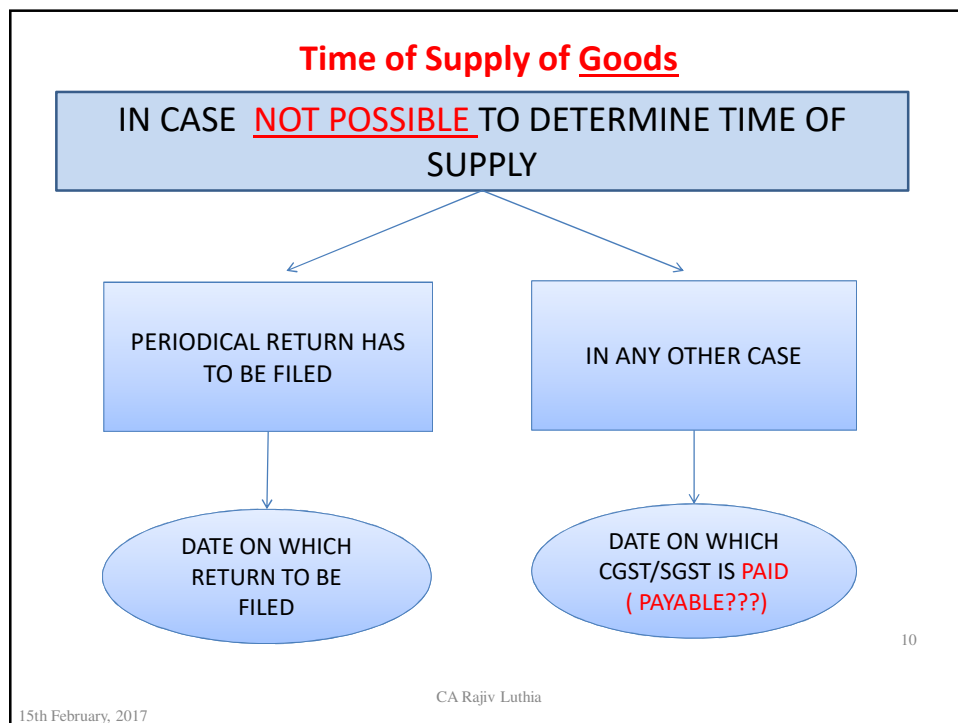 Time of Supply of Goods
IN CASE NOT POSSIBLE TO DETERMINE TIME OF
SUPPLY
PERIODICAL RETURN HAS
TO BE FILED
IN ANY OTHER CASE
DATE ON WHICH
RETURN TO BE
FILED
DATE ON WHICH
CGST/SGST IS PAID
( PAYABLE???)
10
CA Rajiv Luthia
15th February, 2017